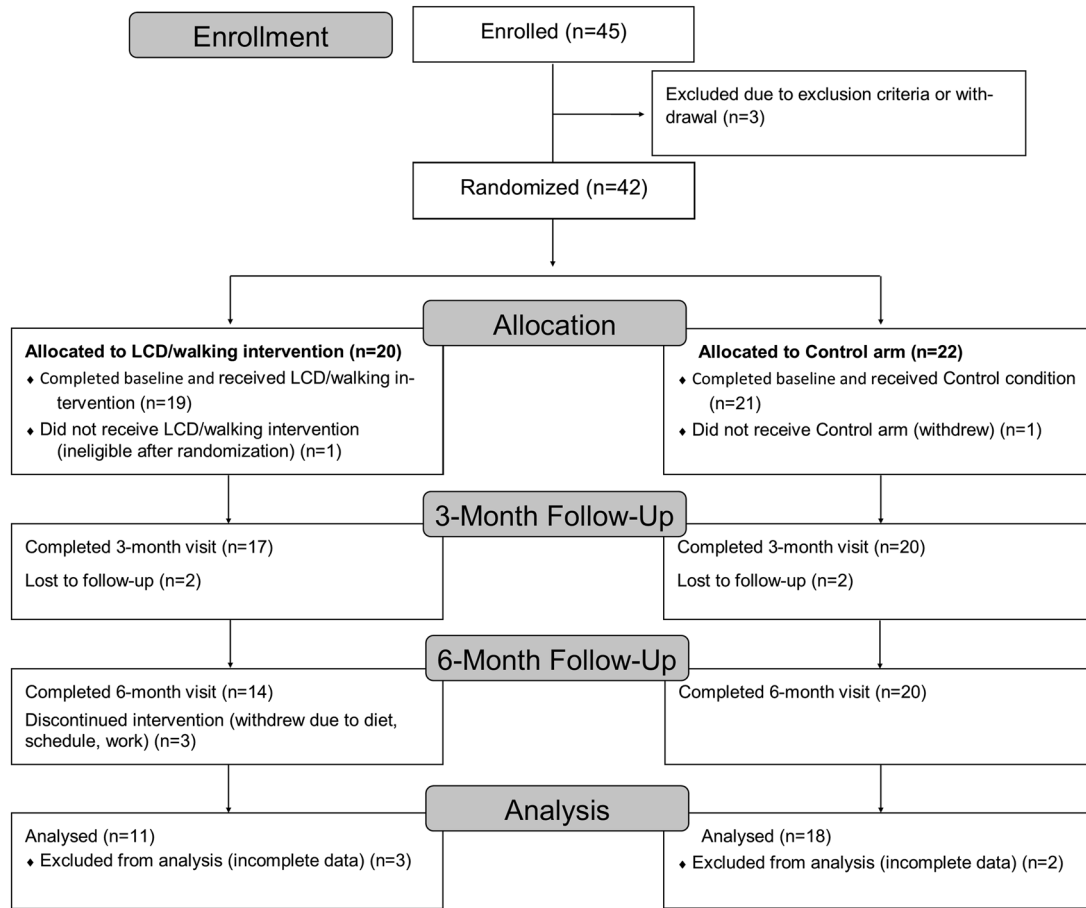 Enrollment
Enrolled (n=45)
Excluded due to exclusion criteria or with-
drawal (n=3)
Randomized (n=42)
Allocation
Allocated to LCD/walking intervention (n=20)
♦ Completed baseline and received LCD/walking in-
tervention (n=19)
♦ Did not receive LCD/walking intervention
(ineligible after randomization) (n=1)
Allocated to Control arm (n=22)
♦ Completed baseline and received Control condition
(n=21)
♦ Did not receive Control arm (withdrew) (n=1)
3-Month Follow-Up
Completed 3-month visit (n=17)
Lost to follow-up (n=2)
Completed 3-month visit (n=20)
Lost to follow-up (n=2)
6-Month Follow-Up
Completed 6-month visit (n=14)
Discontinued intervention (withdrew due to diet,
schedule, work) (n=3)
Completed 6-month visit (n=20)
Analysis
Analysed (n=11)
♦ Excluded from analysis (incomplete data) (n=3)
Analysed (n=18)
♦ Excluded from analysis (incomplete data) (n=2)